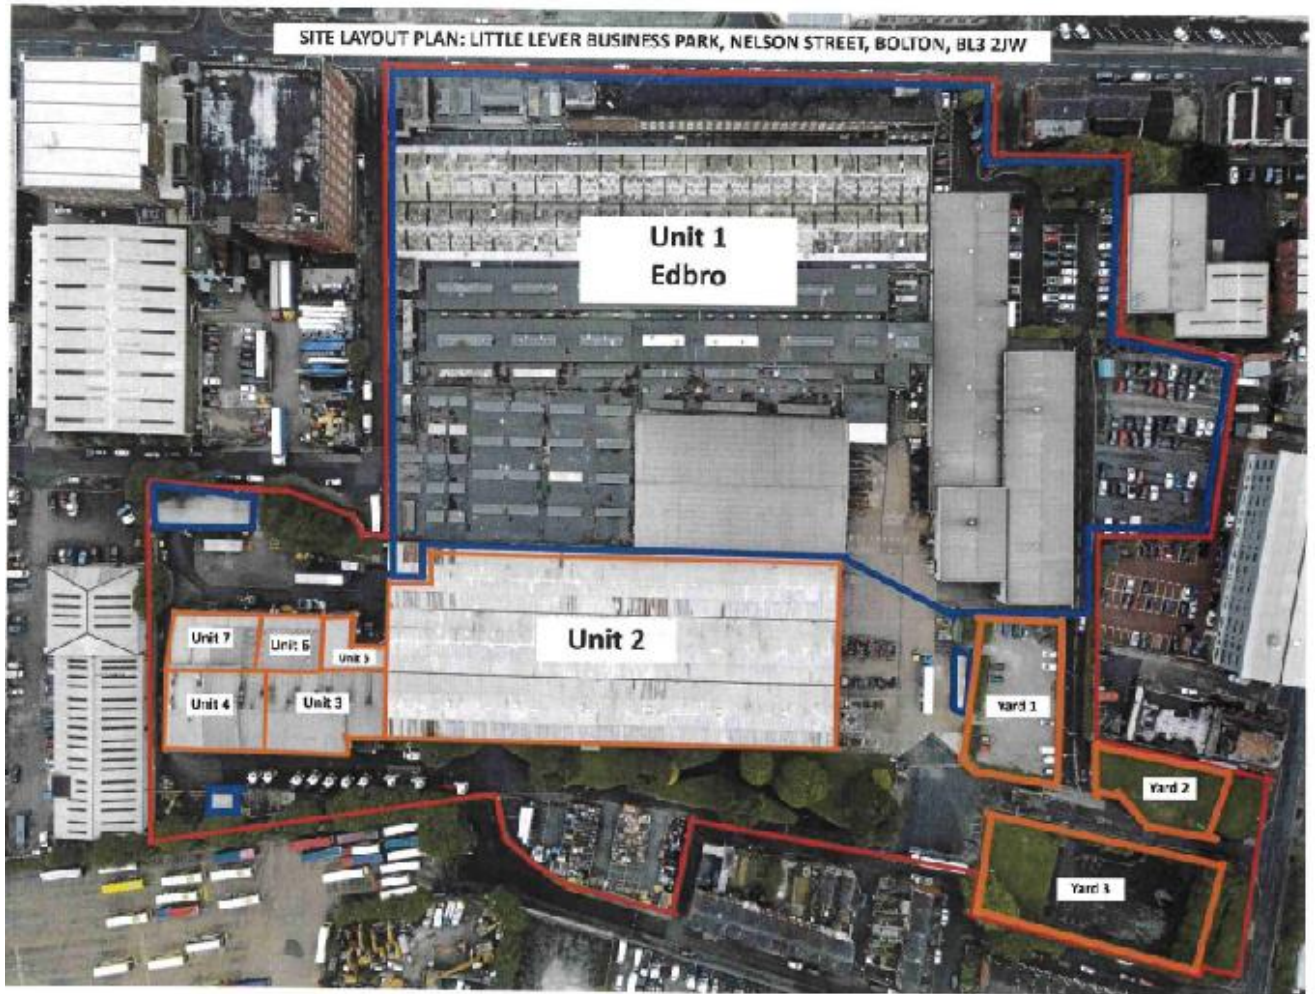 SITE LAYOUT PLAN: LITTLE LEVER BUSINESS PARK, NELSON STREET, BOLTON, BL3 2JW
Unit 1
Edbro
Unit 2
Unit 7
Unit 6
Unit 5
Unit 4
Unit 3
Yard 1
Yard 2
Yard 3